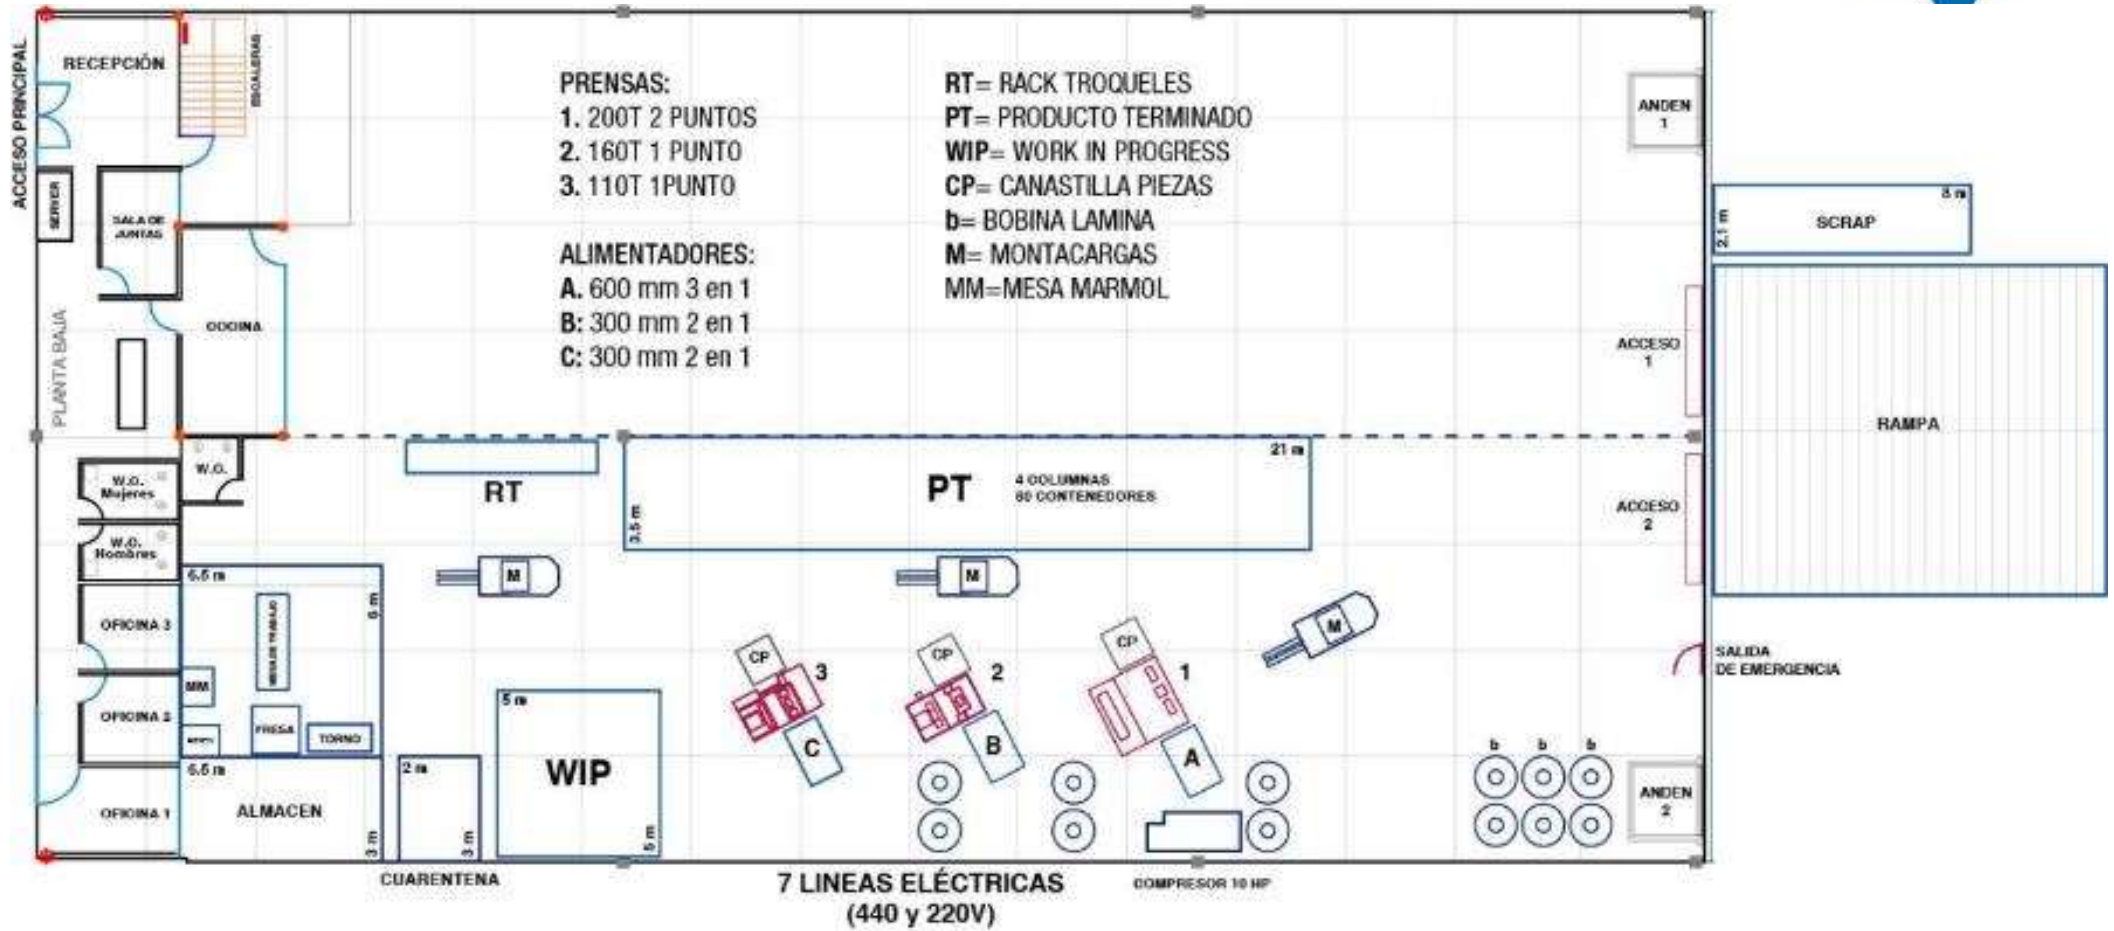 ACCESO PRINCIPAL
RECEPCIÓN
ESCALERAS
SERVER
SALA DE
JUNTAS
COCINA
PLANTA BAJA
PRENSAS:
1. 200T 2 PUNTOS
2. 160T 1 PUNTO
3. 110T 1PUNTO
ALIMENTADORES:
A. 600 mm 3 en 1
B: 300 mm 2 en 1
C: 300 mm 2 en 1
RT= RACK TROQUELES
PT= PRODUCTO TERMINADO
WIP= WORK IN PROGRESS
CP= CANASTILLA PIEZAS
b= BOBINA LAMINA
M= MONTACARGAS
MM=MESA MARMOL
ANDEN
1
SCRAP
8 m
2.1 m
ACCESO
1
RAMPA
ACCESO
2
SALIDA
DE EMERGENCIA
W.C.
W.C.
Mujeres
W.C.
Hombres
RT
PT
4 COLUMNAS
60 CONTENEDORES
21 m
3.5 m
M
M
M
OFICINA 3
OFICINA 2
OFICINA 1
6.5 m
6 m
MESA DE TRABAJO
MM
FRESA
TORNO
6.5 m
ALMACEN
3 m
2 m
3 m
CUARENTENA
5 m
WIP
5 m
CP
3
C
CP
2
B
CP
1
A
b
b
b
ANDEN
2
7 LINEAS ELÉCTRICAS
(440 y 220V)
COMPRESOR 10 HP